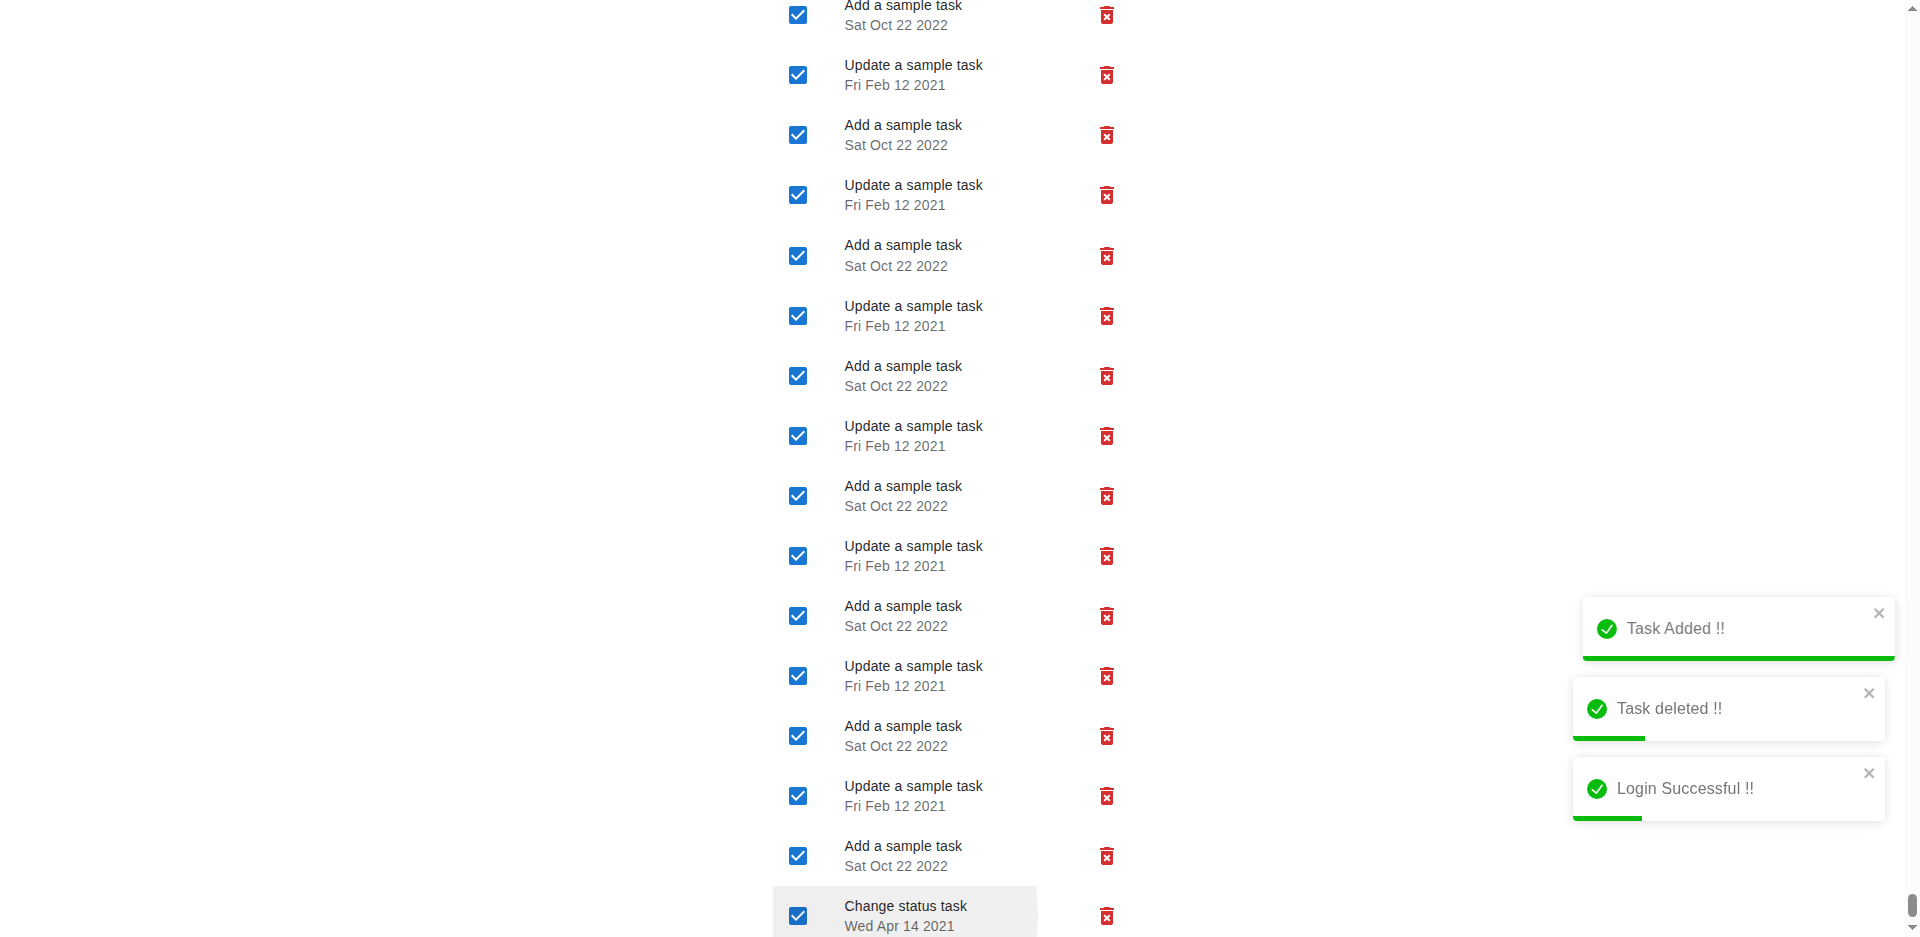 Add a sample task
Sat Oct 22 2022
Update a sample task
Fri Feb 12 2021
Add a sample task
Sat Oct 22 2022
Update a sample task
Fri Feb 12 2021
Add a sample task
Sat Oct 22 2022
Update a sample task
Fri Feb 12 2021
Add a sample task
Sat Oct 22 2022
Update a sample task
Fri Feb 12 2021
Add a sample task
Sat Oct 22 2022
Update a sample task
Fri Feb 12 2021
Add a sample task
Sat Oct 22 2022
Update a sample task
Fri Feb 12 2021
Add a sample task
Sat Oct 22 2022
Update a sample task
Fri Feb 12 2021
Add a sample task
Sat Oct 22 2022
Change status task
Wed Apr 14 2021
Task Added !!
Task deleted !!
Login Successful !!